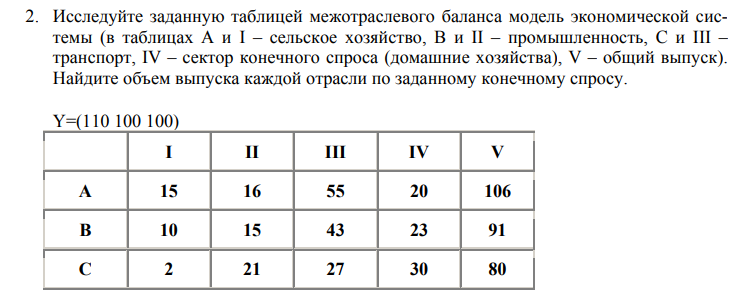 2. Исследуйте заданную таблицей межотраслевого баланса модель экономической сис-
темы (в таблицах А и I – сельское хозяйство, В и II – промышленность, С и III –
транспорт, IV – сектор конечного спроса (домашние хозяйства), V – общий выпуск).
Найдите объем выпуска каждой отрасли по заданному конечному спросу.
Y=(110 100 100)
I II III IV V
A 15 16 55 20 106
B 10 15 43 23 91
C 2 21 27 30 80